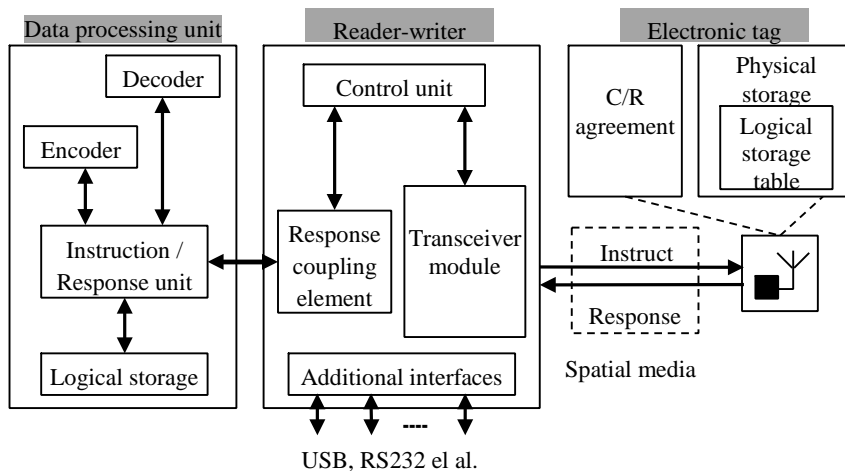 Data processing unit
Decoder
Encoder
Instruction /
Response unit
Logical storage
Reader-writer
Control unit
Response
coupling
element
Transceiver
module
Additional interfaces
USB, RS232 el al.
Electronic tag
C/R
agreement
Physical
storage
Logical
storage
table
Instruct
Response
Spatial media